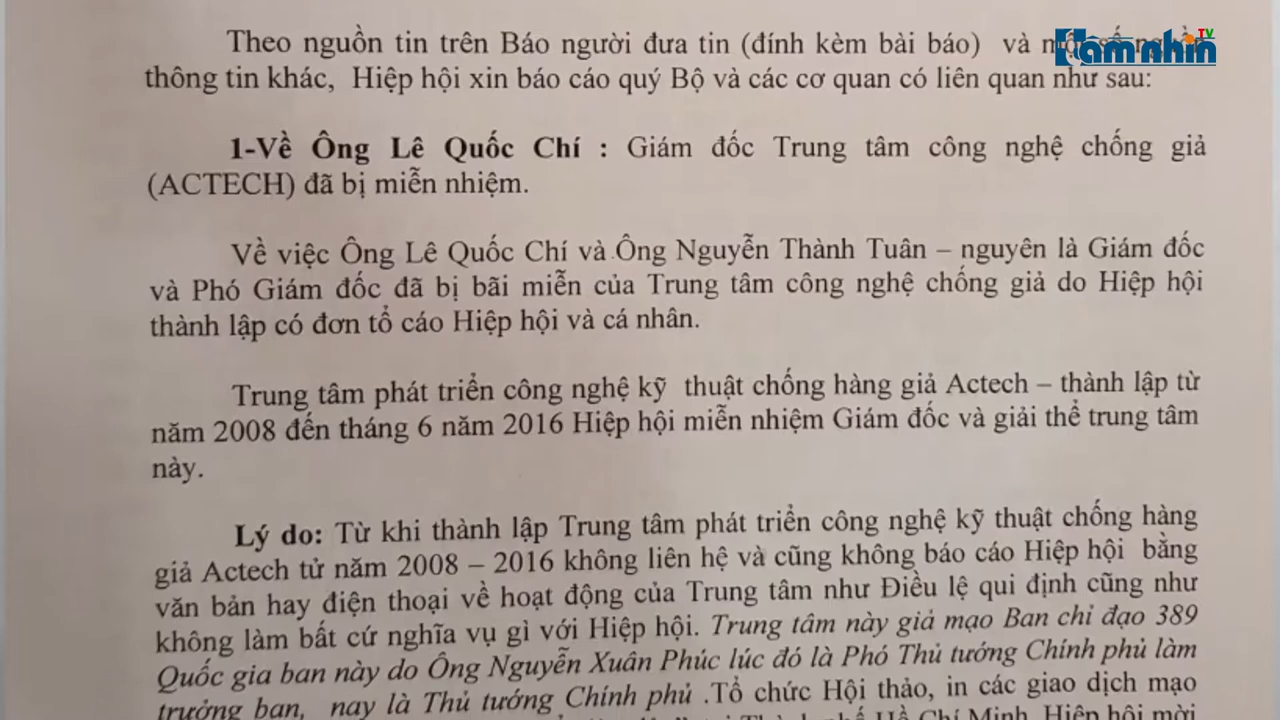 Theo nguồn tin trên Báo người đưa tin (đính kèm bài báo) và một số nguồn
HamnhinTV
thông tin khác, Hiệp hội xin báo cáo quý Bộ và các cơ quan có liên quan như sau:
1-Về Ông Lê Quốc Chí : Giám đốc Trung tâm công nghệ chống giả
(ACTECH) đã bị miễn nhiệm.
Về việc Ông Lê Quốc Chí và Ông Nguyễn Thành Tuân – nguyên là Giám đốc
và Phó Giám đốc đã bị bãi miễn của Trung tâm công nghệ chống giả do Hiệp hội
thành lập có đơn tổ cáo Hiệp hội và cá nhân.
Trung tâm phát triển công nghệ kỹ thuật chống hàng giả Actech – thành lập từ
năm 2008 đến tháng 6 năm 2016 Hiệp hội miễn nhiệm Giám đốc và giải thể trung tâm
này.
Lý do: Từ khi thành lập Trung tâm phát triển công nghệ kỹ thuật chống hàng
giả Actech tử năm 2008 – 2016 không liên hệ và cũng không báo cáo Hiệp hội bằng
văn bản hay điện thoại về hoạt động của Trung tâm như Điều lệ qui định cũng như
không làm bất cứ nghĩa vụ gì với Hiệp hội. Trung tâm này giả mạo Ban chỉ đạo 389
Quốc gia ban này do Ông Nguyễn Xuân Phúc lúc đó là Phó Thủ tướng Chính phủ làm
trưởng ban, nay là Thủ tướng Chính phủ .Tổ chức Hội thảo, in các giao dịch mạo
Hồ Chí Minh, Hiệp hội mời